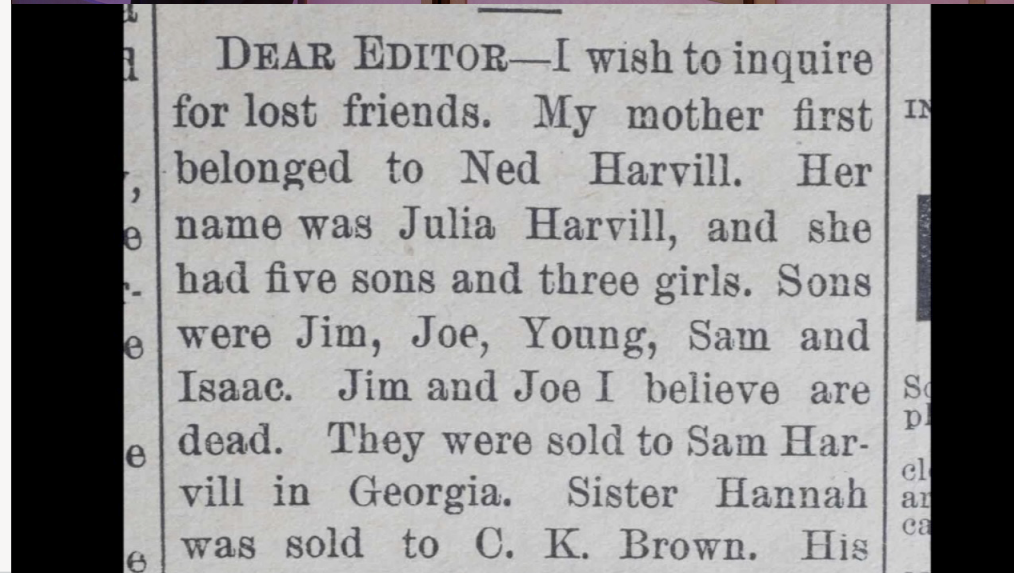 DEAR EDITOR—I wish to inquire
for lost friends. My mother first
belonged to Ned Harvill. Her
name was Julia Harvill, and she
had five sons and three girls. Sons
were Jim, Joe, Young, Sam and
Isaac. Jim and Joe I believe are
dead. They were sold to Sam Har-
vill in Georgia. Sister Hannah
was sold to C. K. Brown. His